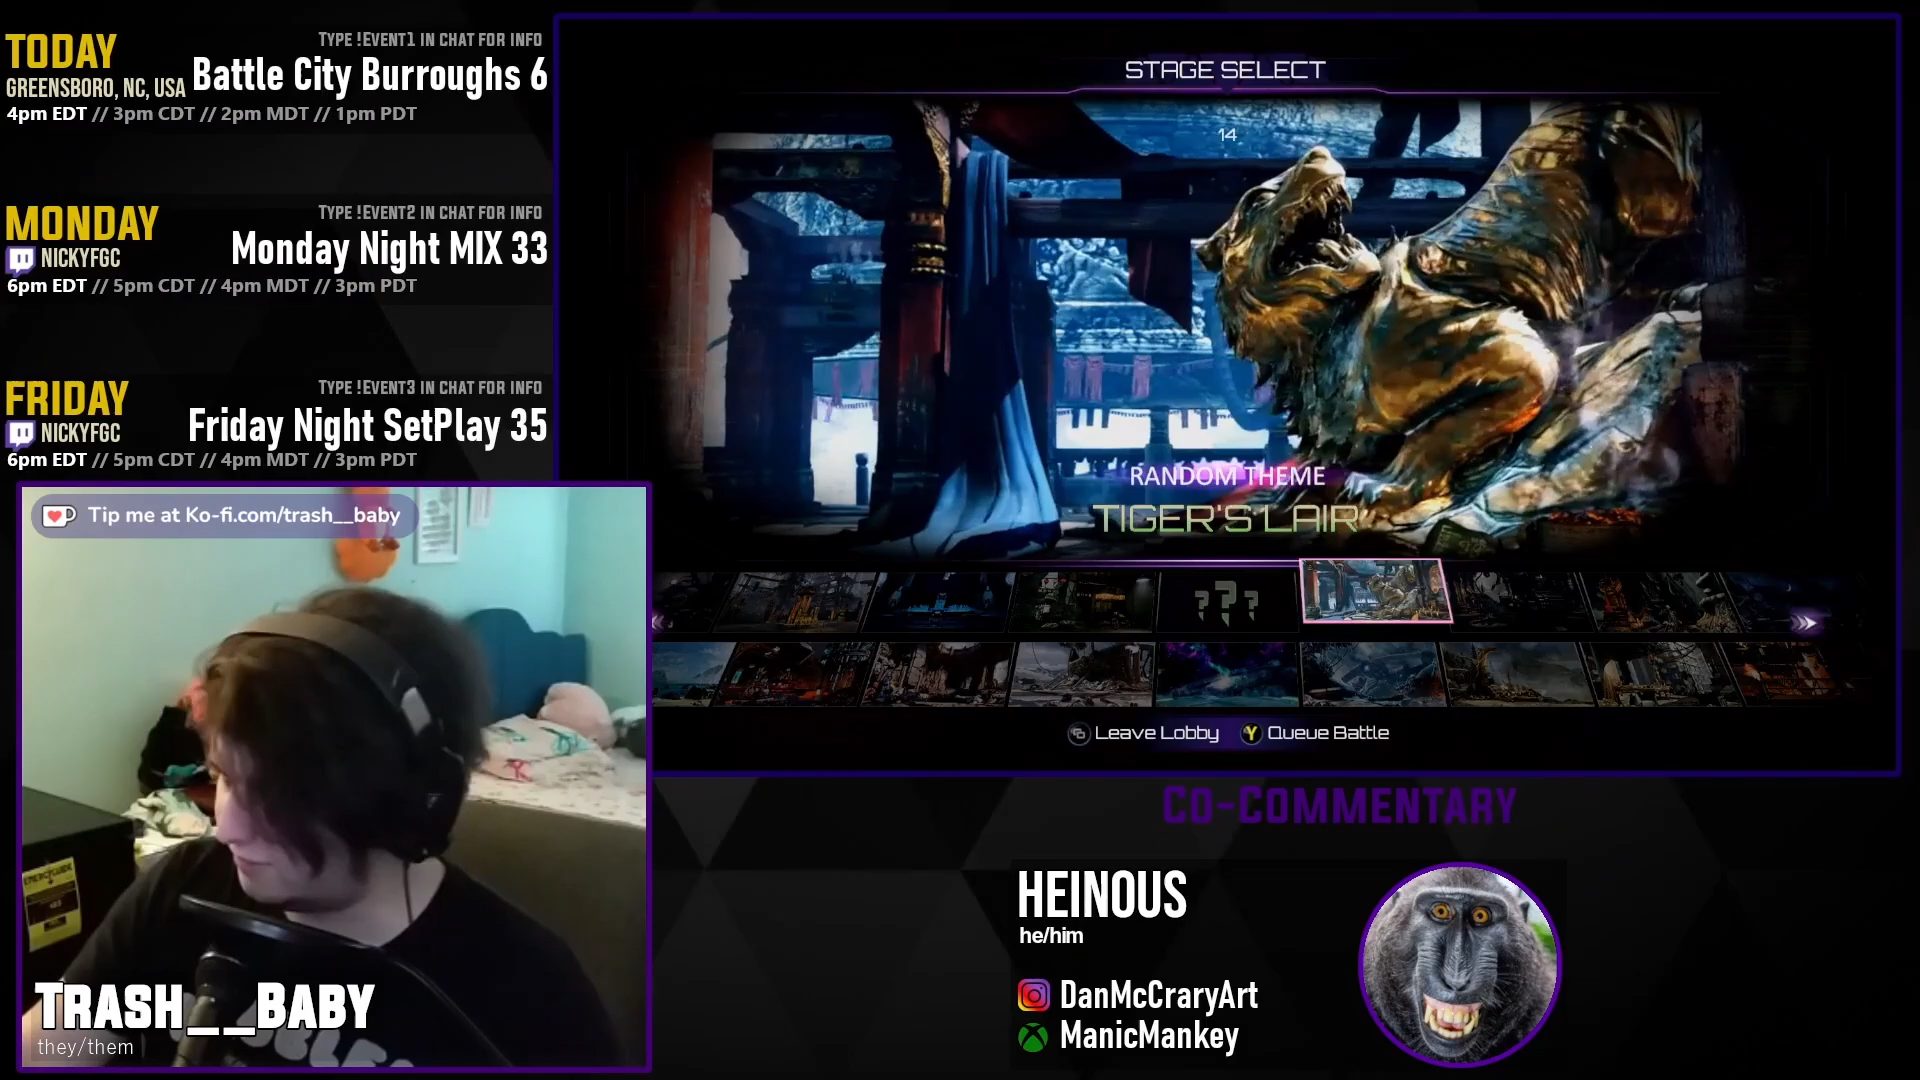 TODAY
TYPE !EVENT1 IN CHAT FOR INFO
GREENSBORO, NC, USA
Battle City Burroughs 6
4pm EDT // 3pm CDT // 2pm MDT // 1pm PDT
MONDAY
TYPE !EVENT2 IN CHAT FOR INFO
NICKYFGC
Monday Night MIX 33
6pm EDT // 5pm CDT // 4pm MDT // 3pm PDT
FRIDAY
TYPE !EVENT3 IN CHAT FOR INFO
NICKYFGC
Friday Night SetPlay 35
6pm EDT // 5pm CDT // 4pm MDT // 3pm PDT
Tip me at Ko-fi.com/trash__baby
TRASH__BABY
they/them
STAGE SELECT
14
RANDOM THEME
TIGER'S LAIR
???
Leave Lobby
Y Queue Battle
CO-COMMENTARY
HEINOUS
he/him
DanMcCraryArt
ManicMankey
ENERGYGUIDE